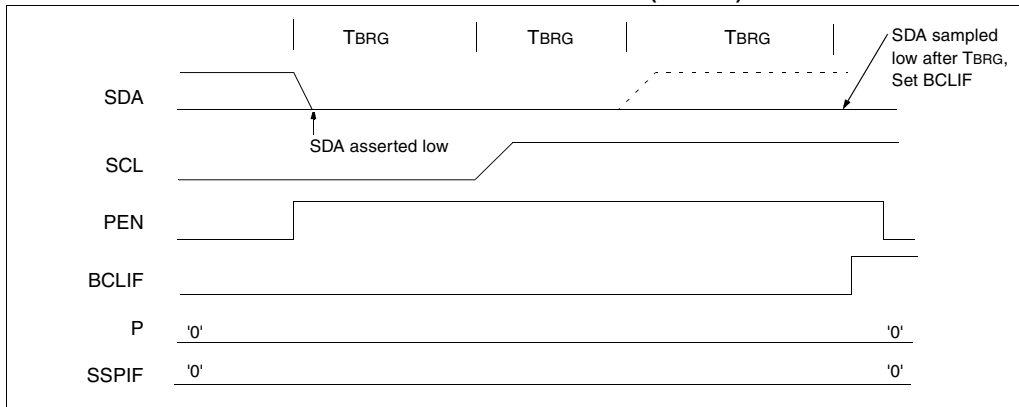 TBRG TBRG TBRG
SDA sampled
low after TBRG,
Set BCLIF
SDA
SDA asserted low
SCL
PEN
BCLIF
P '0' '0'
SSPIF '0' '0'